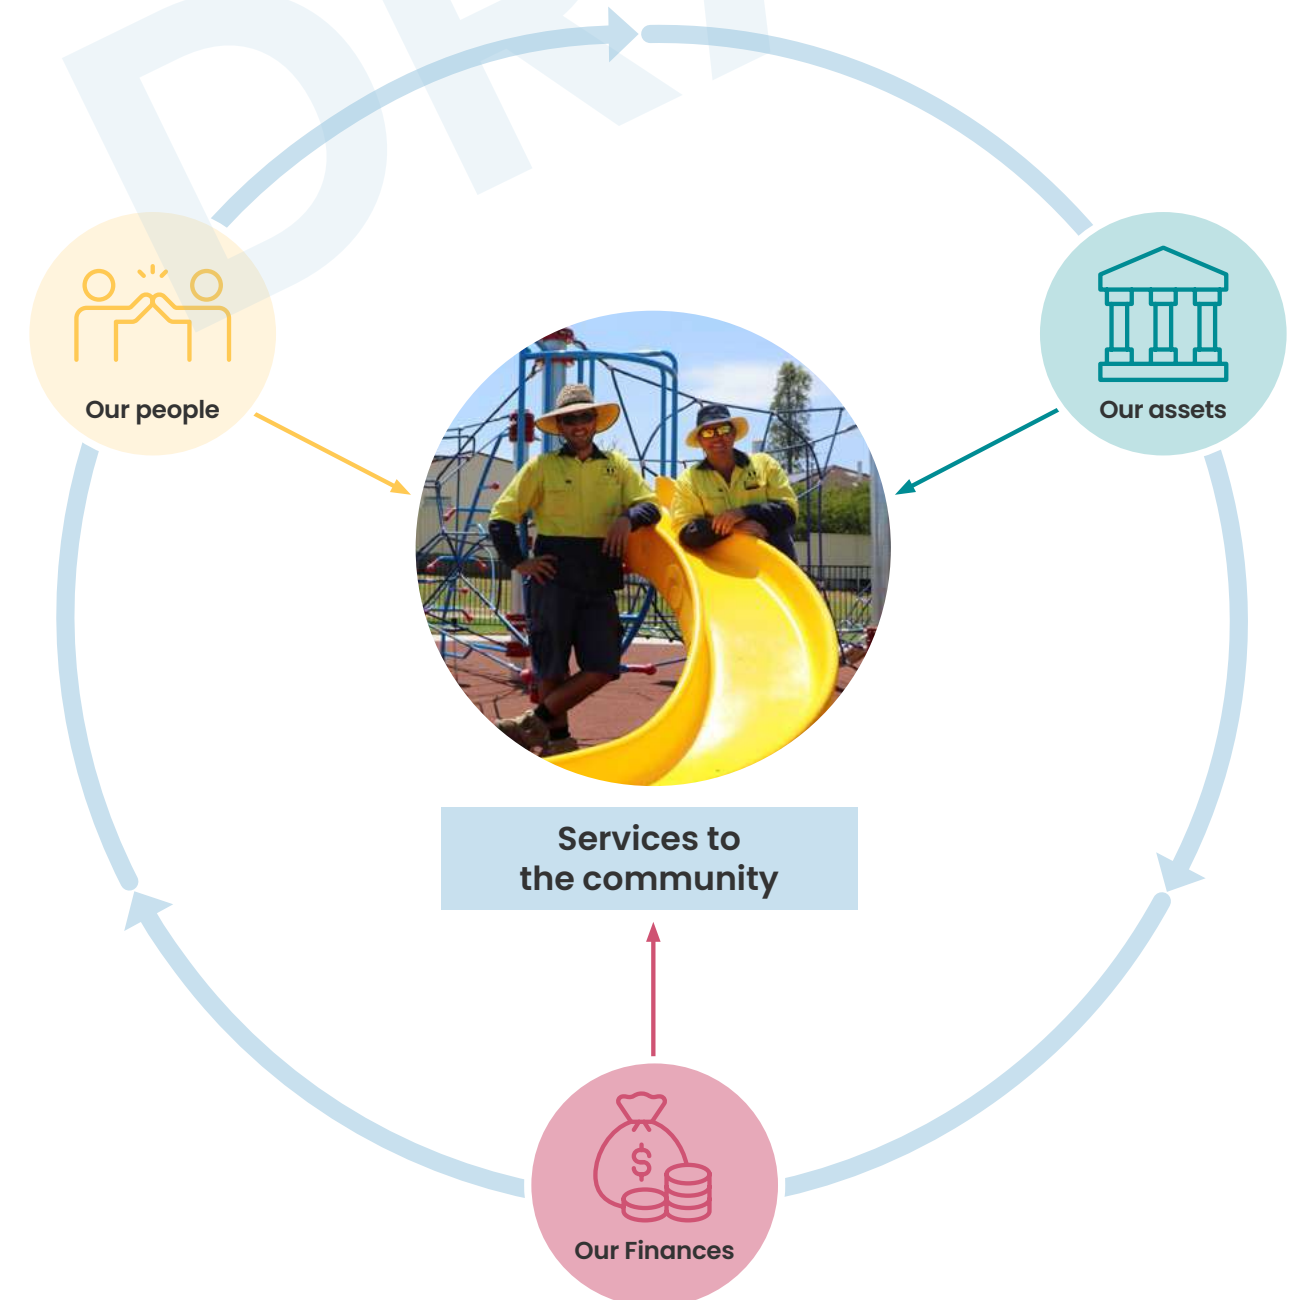 Our people
Our assets
Services to
the community
$
Our Finances